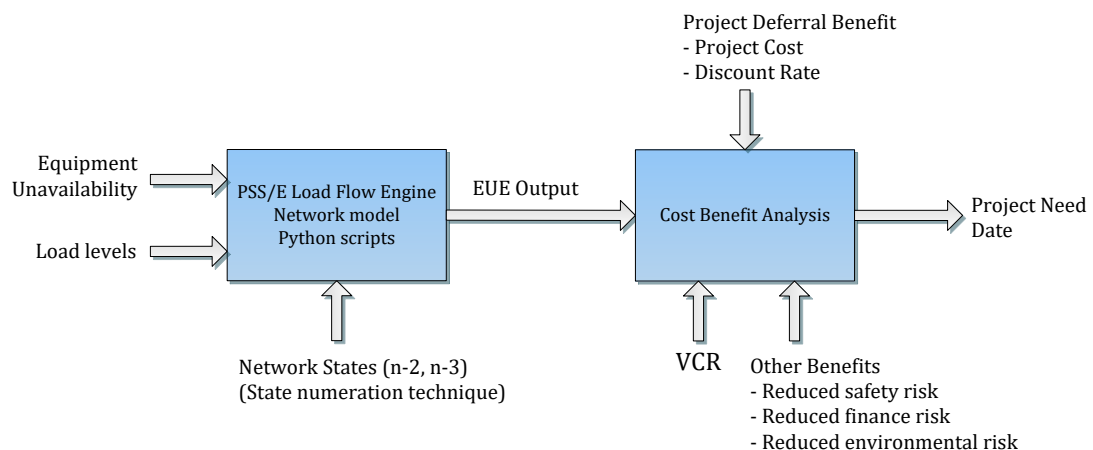 Project Deferral Benefit
- Project Cost
- Discount Rate
Equipment
Unavailability
Load levels
PSS/E Load Flow Engine
Network model
Python scripts
EUE Output
Cost Benefit Analysis
Project Need
Date
Network States (n-2, n-3)
(State numeration technique)
VCR
Other Benefits
- Reduced safety risk
- Reduced finance risk
- Reduced environmental risk